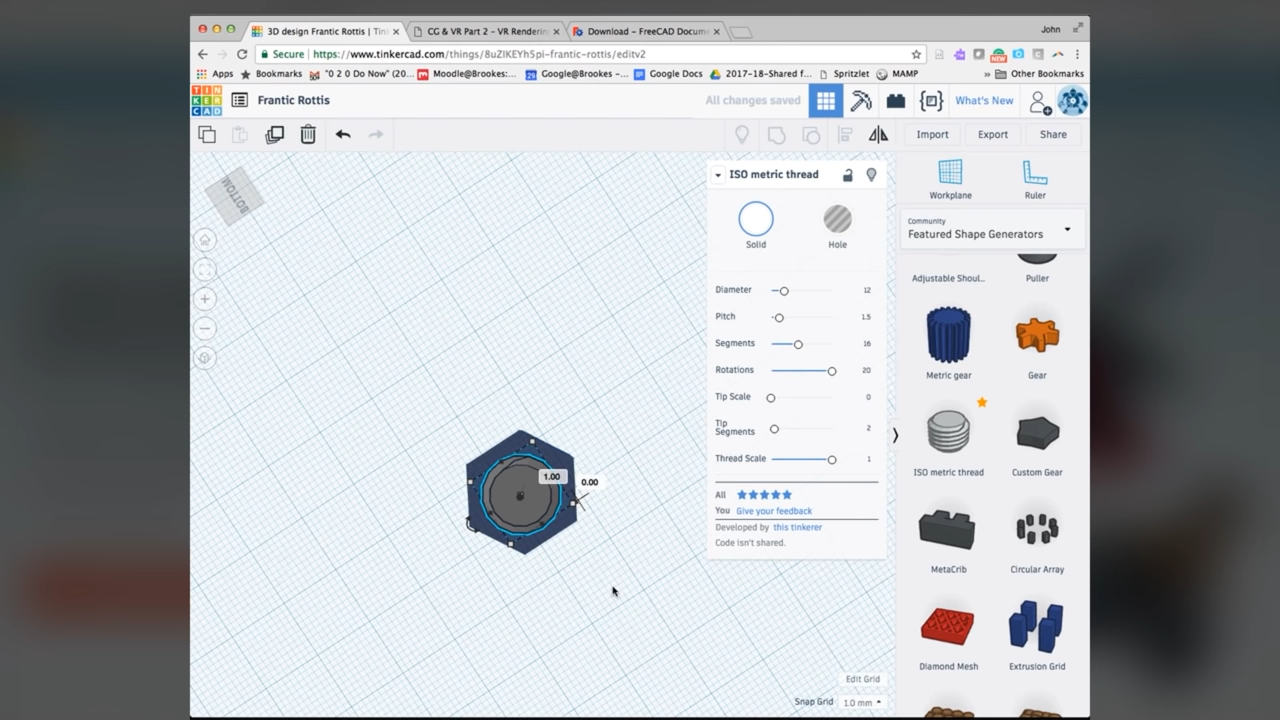 3D design Frantic Rottis | Tin
CG & VR Part 2 - VR Renderin
Download - FreeCAD Docume
John
Secure
https://www.tinkercad.com/things/8uZIKEYhSpi-frantic-rottis/editv2
NEW
Apps
Bookmarks
"0 2 0 Do Now" (20...
Moodle@Brookes:...
Google@Brookes -...
Google Docs
2017-18-Shared f...
Spritzlet
MAMP
»
Other Bookmarks
TIN
KER
CAD
Frantic Rottis
All changes saved
What's New
Import
Export
Share
BOTTOM
ISO metric thread
Solid
Hole
Diameter 12
Pitch 1.5
Segments 16
Rotations 20
Tip Scale 0
Tip
Segments 2
Thread Scale 1
All
You Give your feedback
Developed by this tinkerer
Code isn't shared.
1.00
0.00
Workplane
Ruler
Community
Featured Shape Generators
Adjustable Shoul..
Puller
Metric gear
Gear
ISO metric thread
Custom Gear
MetaCrib
Circular Array
Diamond Mesh
Extrusion Grid
Edit Grid
Snap Grid 1.0 mm